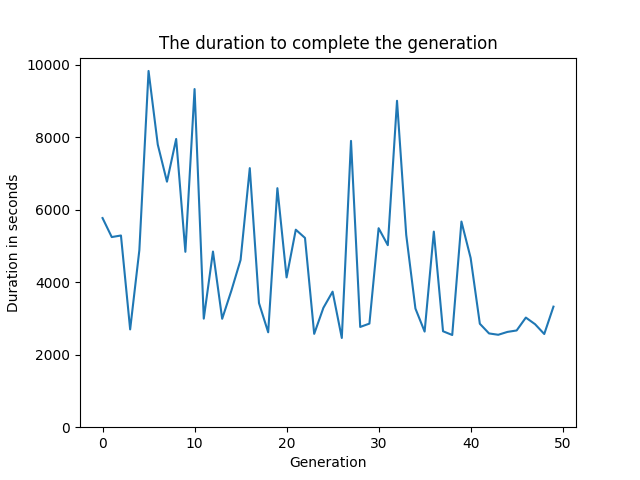 The duration to complete the generation
10000
8000
6000
4000
2000
0
Duration in seconds
0 10 20 30 40 50
Generation